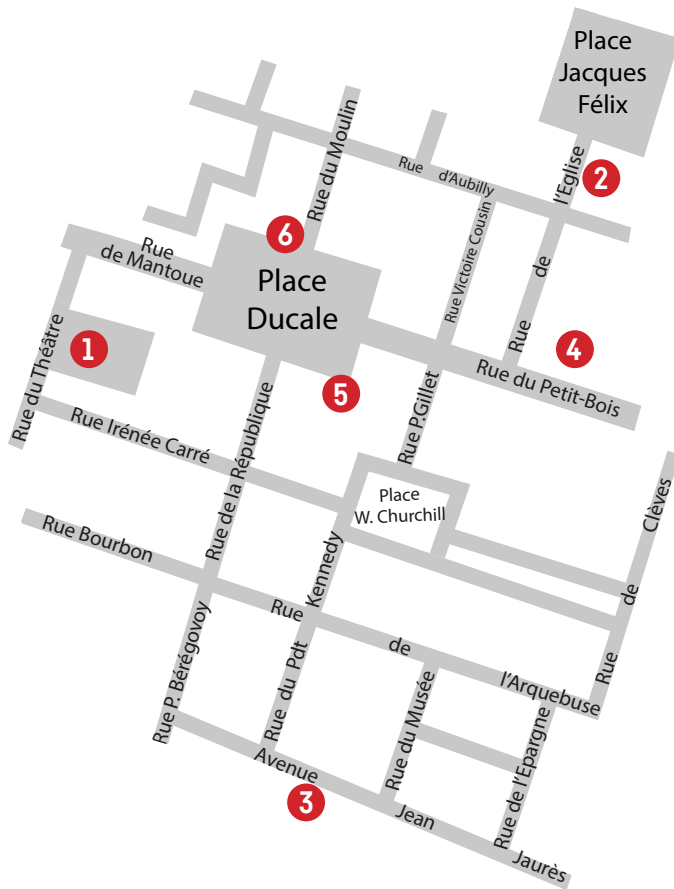 Place
Jacques
Félix
2
l'Eglise
Rue du Moulin
Rue d'Aubilly
Rue Victoire Cousin
6
Rue
de Mantoue
Place
Ducale
Rue de
1
Rue du Théâtre
4
5
Rue du Petit-Bois
Rue P.Gillet
Rue Irénée Carré
Rue de la République
Place
W. Churchill
Rue de Clèves
Rue Bourbon
Rue du Pdt Kennedy
Rue de l'Arquebuse
Rue P. Bérégovoy
Rue du Musée
Rue de l'Epargne
3
Avenue Jean Jaurès